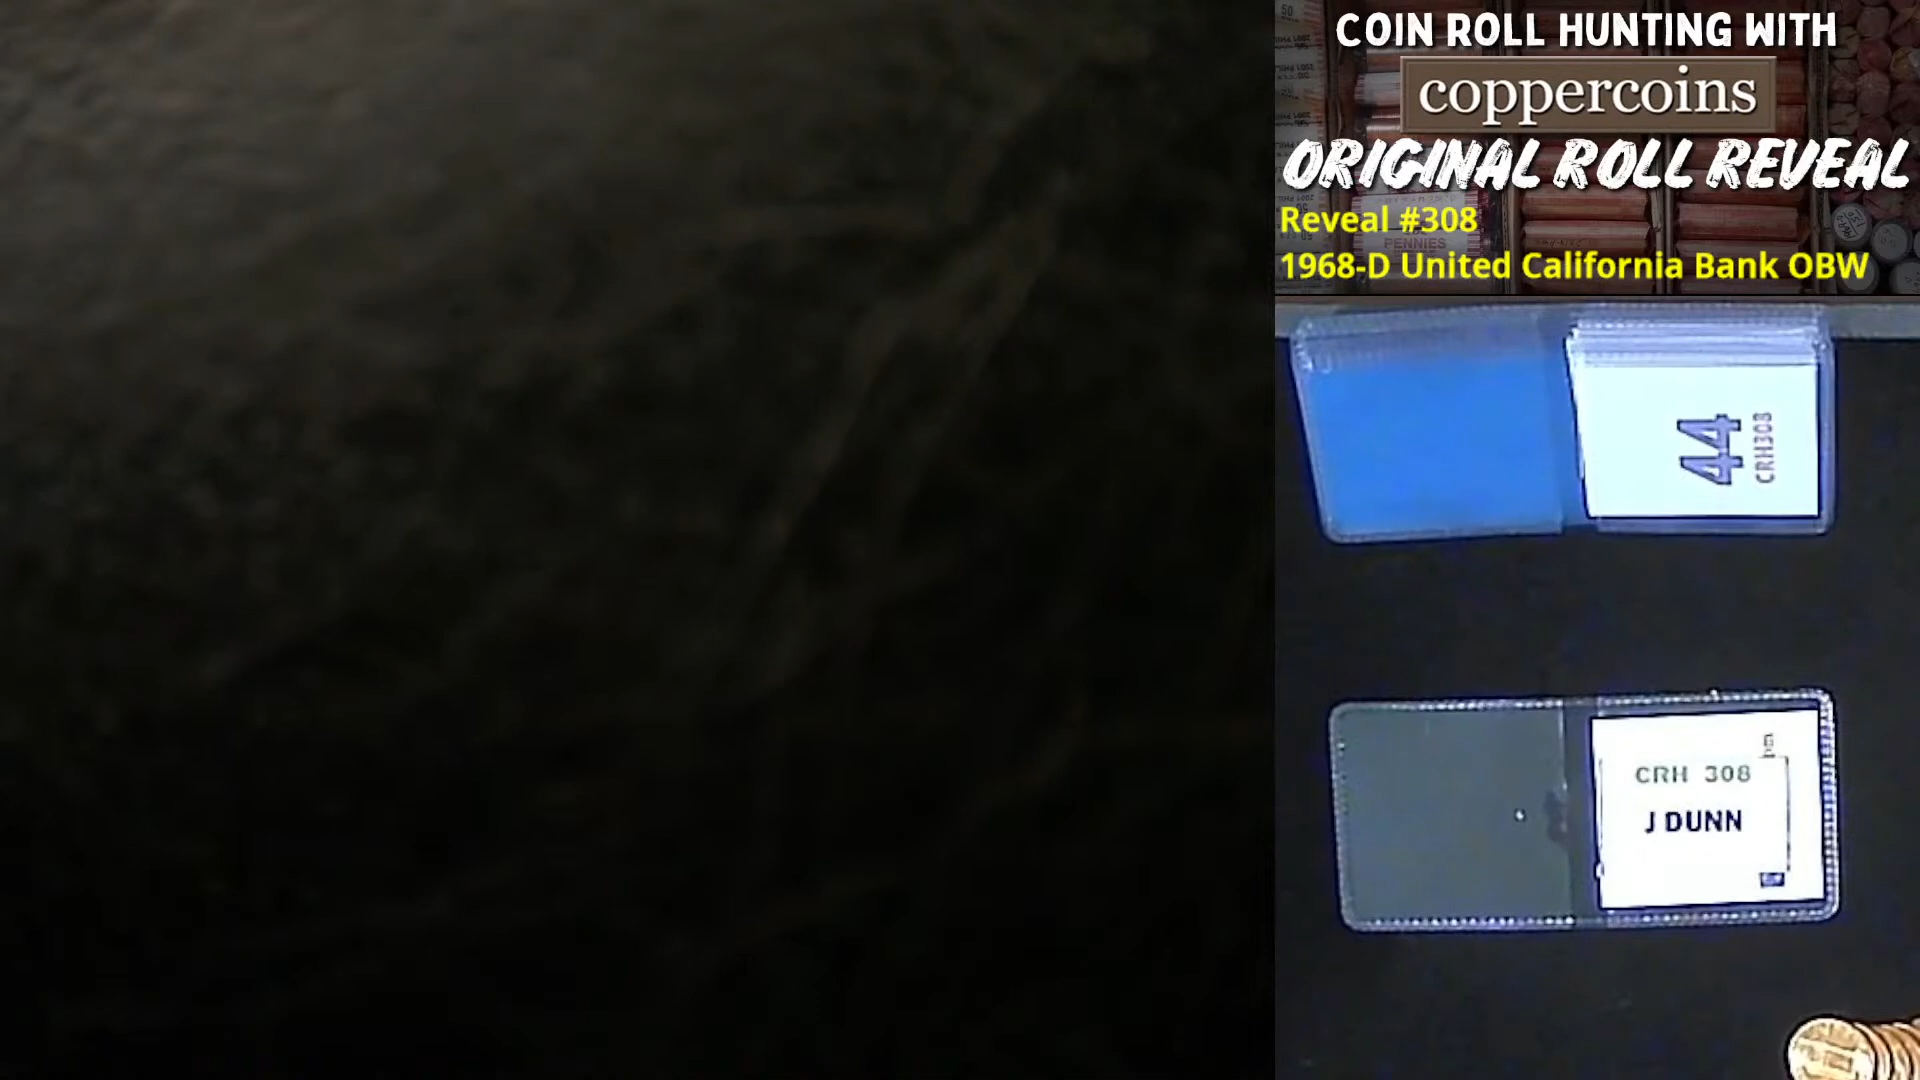 COIN ROLL HUNTING WITH
coppercoins
ORIGINAL ROLL REVEAL
Reveal #308
1968-D United California Bank OBW
PENNIES
44
CRH308
CRH 308
J DUNN